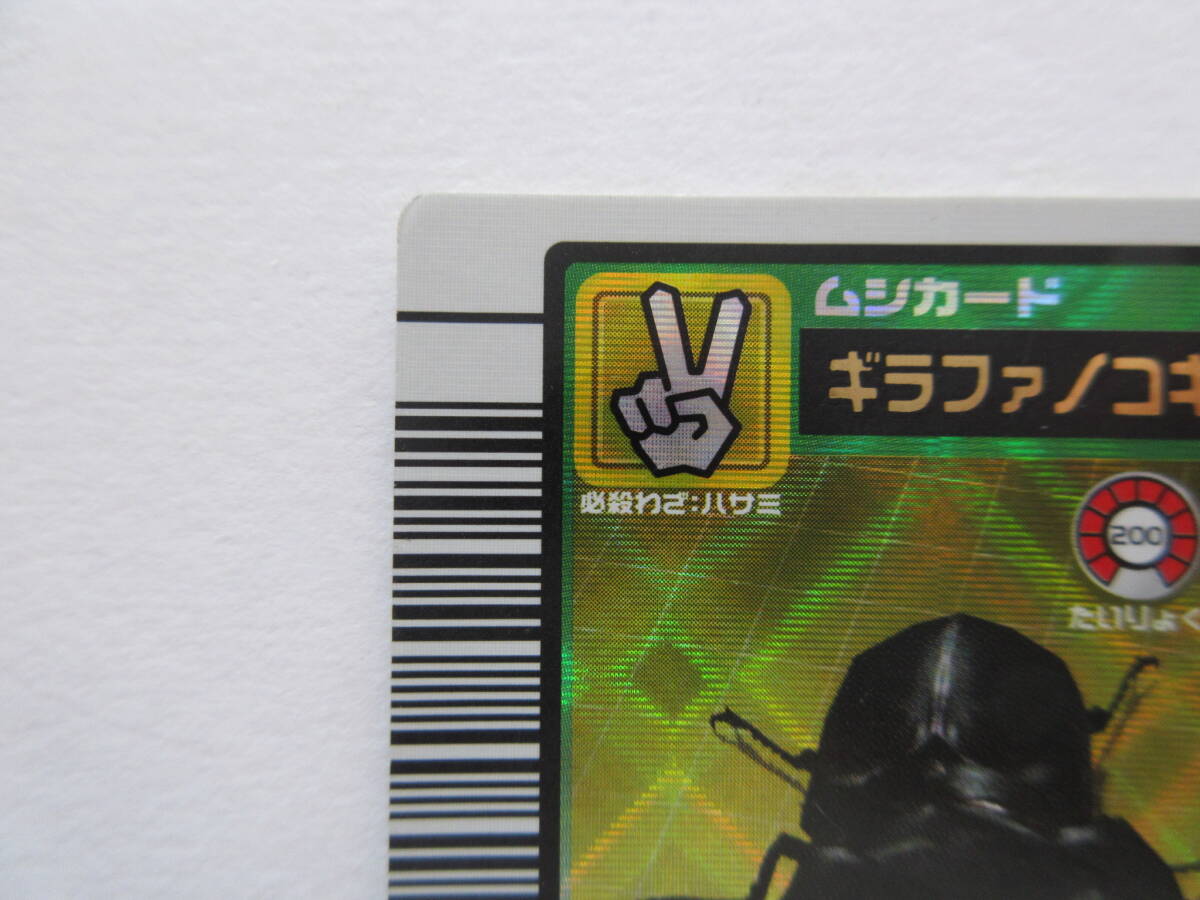 ムシカード
ギラファノコギ
必殺わざ:ハサミ
200
たいりょく